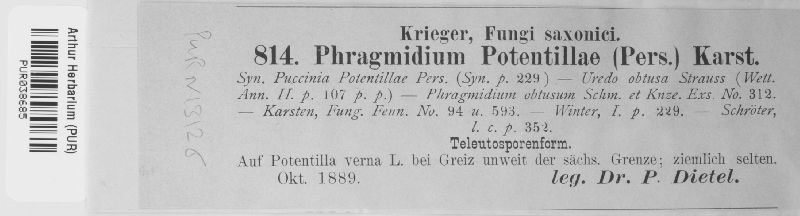 Krieger, Fungi saxonici.
814. Phragmidium Potentillae (Pers.) Karst.
Syn. Puccinia Potentillae Pers. (Syn. p. 229) — Uredo obtusa Strauss (Wett.
Ann. II. p. 107 p. p.) — Phragmidium obtusum Schm. et Knze. Exs. No. 312.
— Karsten, Fung. Fenn. No. 94 u. 593. — Winter, I. p. 229. — Schröter,
l. c. p. 352.
Teleutosporenform.
Auf Potentilla verna L. bei Greiz unweit der sächs. Grenze; ziemlich selten.
Okt. 1889. leg. Dr. P. Dietel.
Arthur Herbarium (PUR)
PUR038685